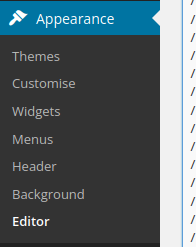 Appearance
Themes
Customise
Widgets
Menus
Header
Background
Editor